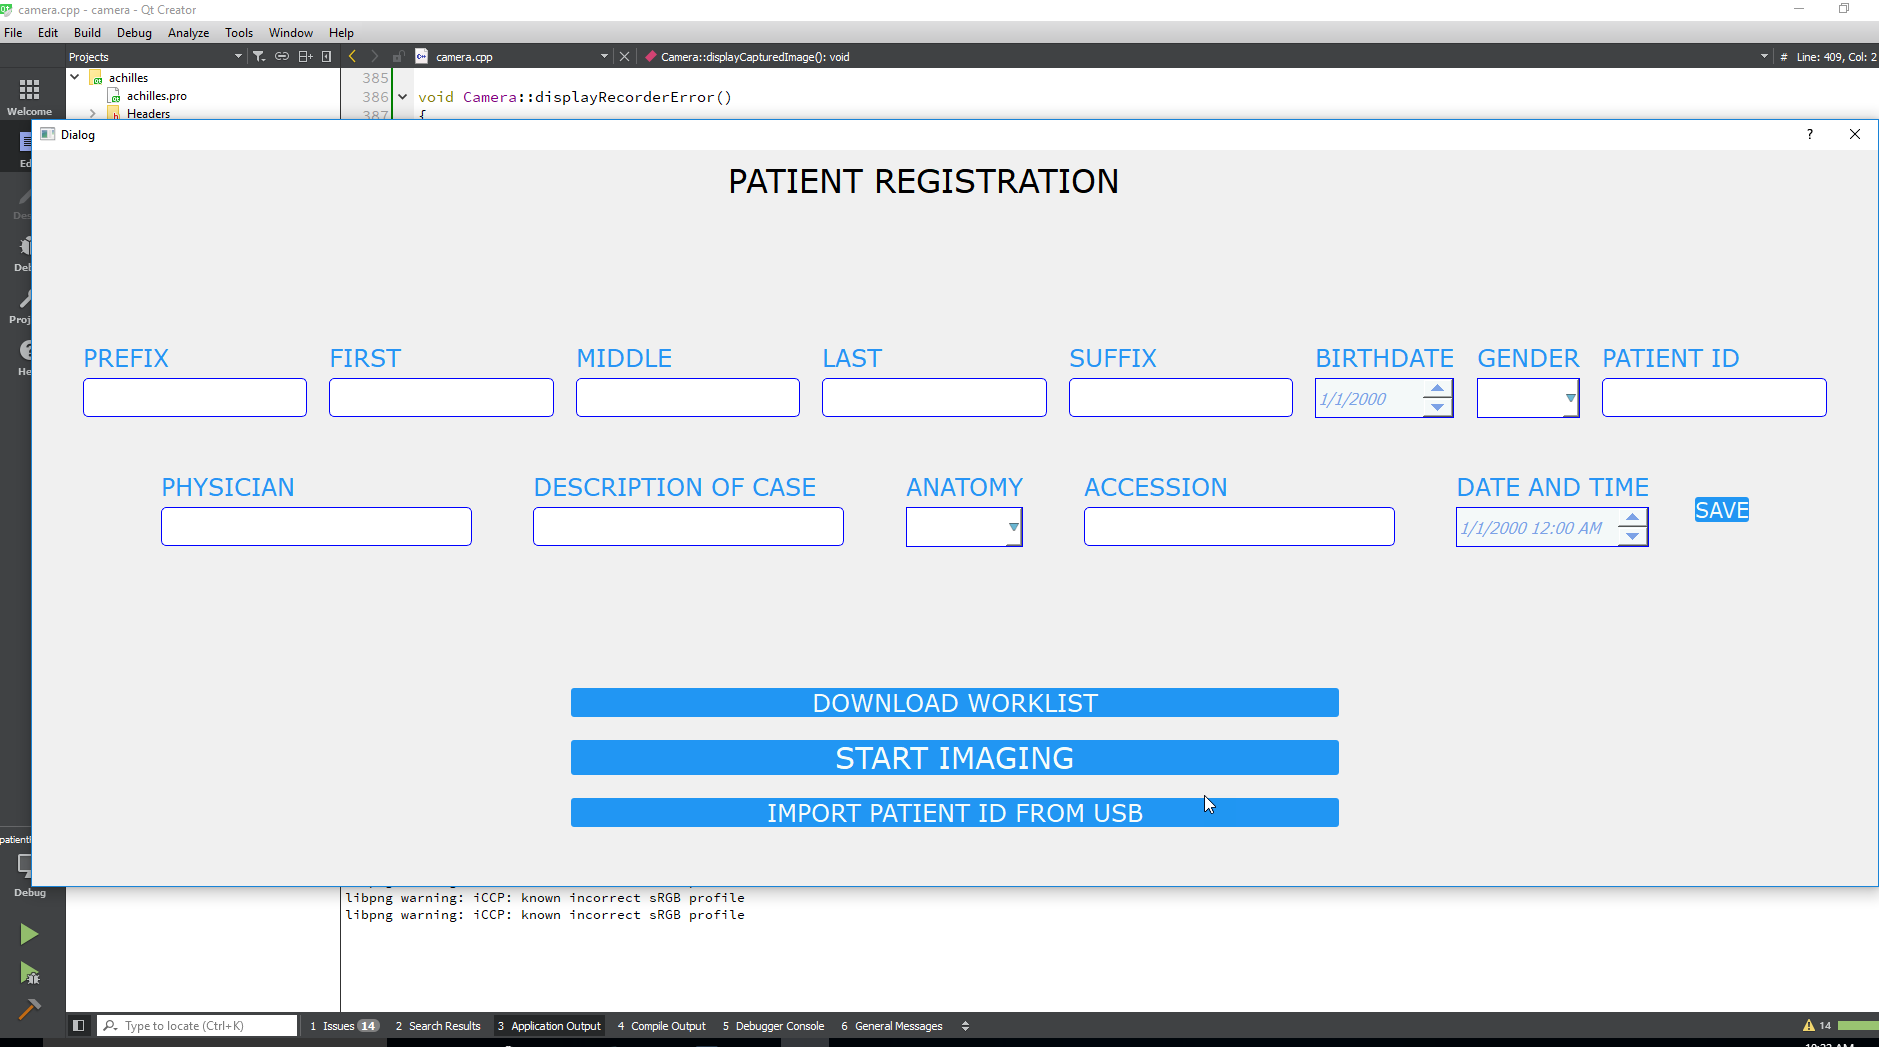 camera.cpp - camera - Qt Creator
File Edit Build Debug Analyze Tools Window Help
Projects camera.cpp Camera::displayCapturedImage(): void # Line: 409, Col: 2
achilles
achilles.pro
Headers
Welcome
385
386 void Camera::displayRecorderError()
387 {
Dialog
PATIENT REGISTRATION
PREFIX FIRST MIDDLE LAST SUFFIX BIRTHDATE GENDER PATIENT ID
1/1/2000
PHYSICIAN DESCRIPTION OF CASE ANATOMY ACCESSION DATE AND TIME
SAVE
1/1/2000 12:00 AM
DOWNLOAD WORKLIST
START IMAGING
IMPORT PATIENT ID FROM USB
Debug
libpng warning: iCCP: known incorrect sRGB profile
libpng warning: iCCP: known incorrect sRGB profile
Type to locate (Ctrl+K) 1 Issues 14 2 Search Results 3 Application Output 4 Compile Output 5 Debugger Console 6 General Messages 14